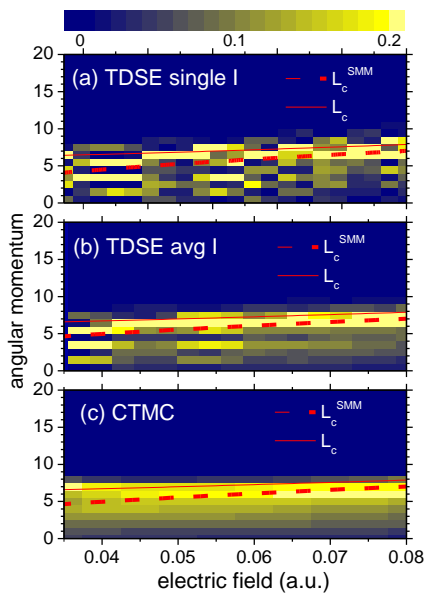 0 0.1 0.2
20
(a) TDSE single I
L_c^SMM
L_c
15
10
5
0
20
(b) TDSE avg I
L_c^SMM
L_c
15
10
5
0
angular momentum
20
(c) CTMC
L_c^SMM
L_c
15
10
5
0
0.04 0.05 0.06 0.07 0.08
electric field (a.u.)